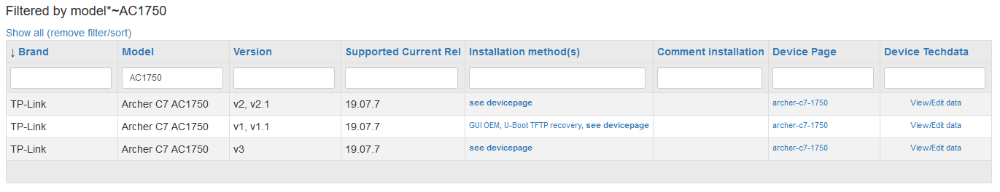 Filtered by model*~AC1750
Show all (remove filter/sort)
↓ Brand Model Version Supported Current Rel Installation method(s) Comment installation Device Page Device Techdata
AC1750
TP-Link Archer C7 AC1750 v2, v2.1 19.07.7 see devicepage archer-c7-1750 View/Edit data
TP-Link Archer C7 AC1750 v1, v1.1 19.07.7 GUI OEM, U-Boot TFTP recovery, see devicepage archer-c7-1750 View/Edit data
TP-Link Archer C7 AC1750 v3 19.07.7 see devicepage archer-c7-1750 View/Edit data